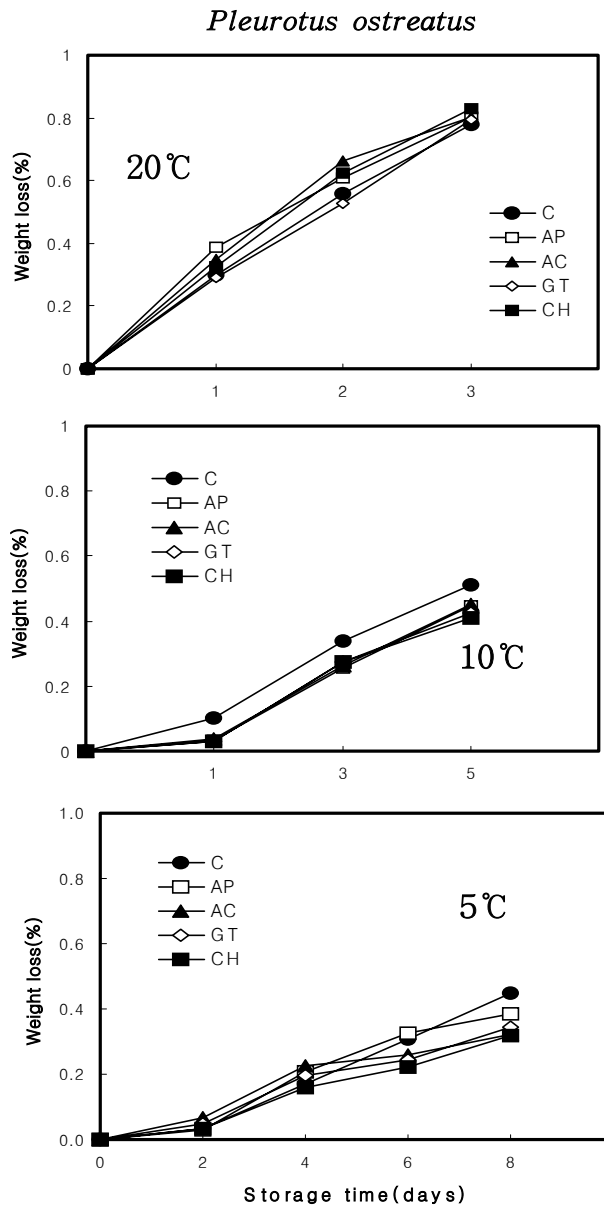 Pleurotus ostreatus
1
0.8
0.6
0.4
0.2
0
Weight loss(%)
20℃
C
AP
AC
GT
CH
1
2
3
1
0.8
0.6
0.4
0.2
0
Weight loss(%)
C
AP
AC
GT
CH
10℃
1
3
5
1.0
0.8
0.6
0.4
0.2
0.0
Weight loss(%)
C
AP
AC
GT
CH
5℃
0
2
4
6
8
Storage time(days)